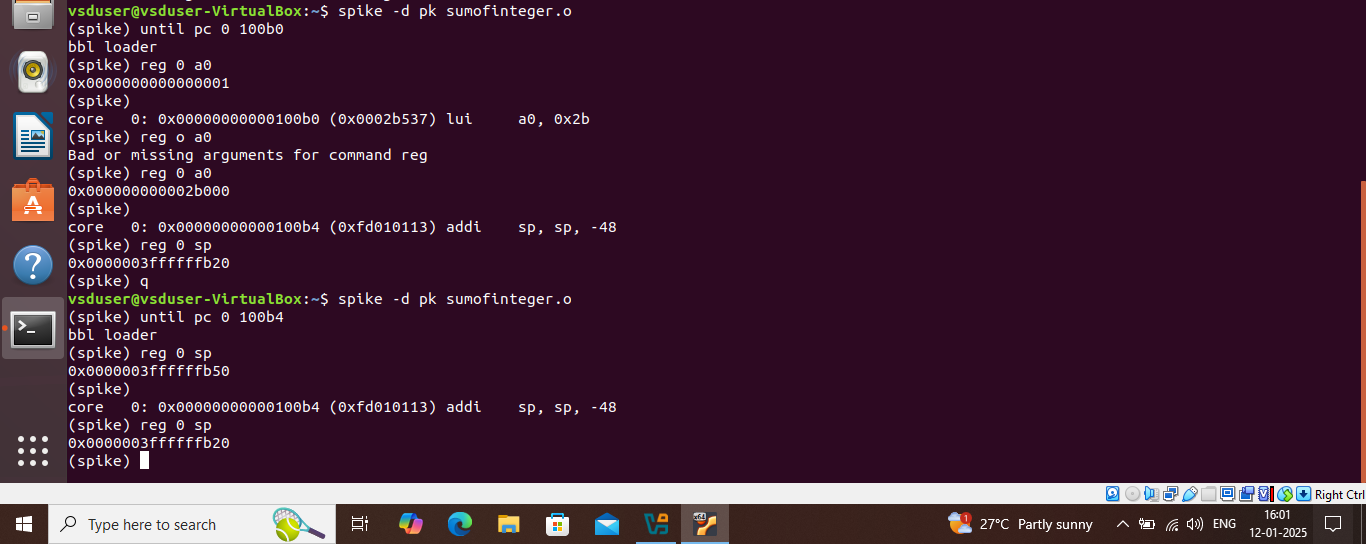 vsduser@vsduser-VirtualBox:~$ spike -d pk sumofinteger.o
(spike) until pc 0 100b0
bbl loader
(spike) reg 0 a0
0x0000000000000001
(spike)
core   0: 0x00000000000100b0 (0x0002b537) lui     a0, 0x2b
(spike) reg o a0
Bad or missing arguments for command reg
(spike) reg 0 a0
0x000000000002b000
(spike)
core   0: 0x00000000000100b4 (0xfd010113) addi    sp, sp, -48
(spike) reg 0 sp
0x0000003ffffffb20
(spike) q
vsduser@vsduser-VirtualBox:~$ spike -d pk sumofinteger.o
(spike) until pc 0 100b4
bbl loader
(spike) reg 0 sp
0x0000003ffffffb50
(spike)
core   0: 0x00000000000100b4 (0xfd010113) addi    sp, sp, -48
(spike) reg 0 sp
0x0000003ffffffb20
(spike)
Right Ctrl
Type here to search
1
27°C Partly sunny
ENG
16:01
12-01-2025